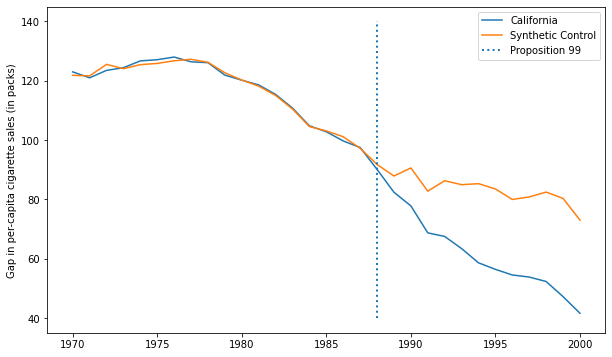 California
Synthetic Control
Proposition 99
Gap in per-capita cigarette sales (in packs)
140
120
100
80
60
40
1970 1975 1980 1985 1990 1995 2000